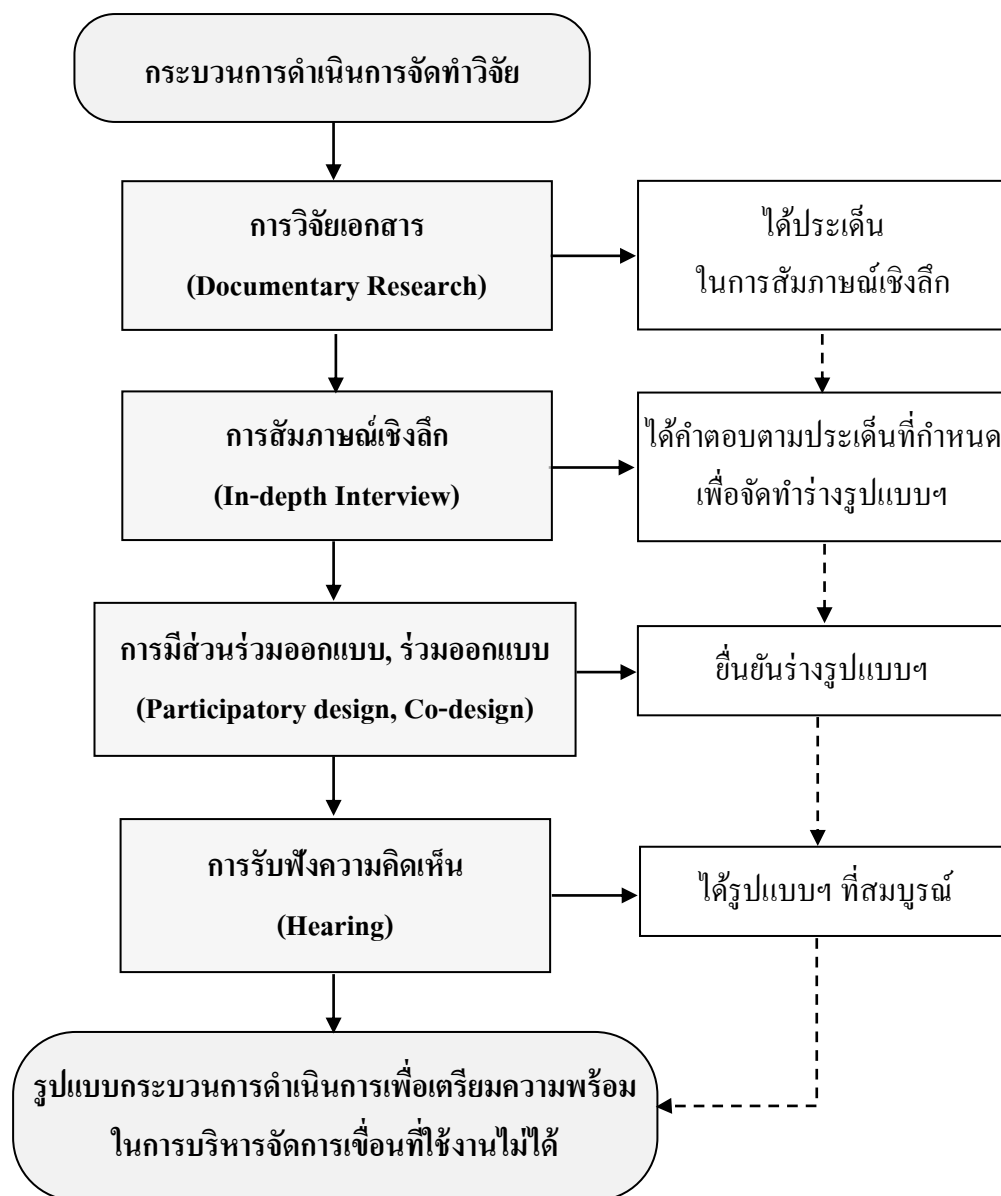 กระบวนการดำเนินการจัดทำวิจัย
การวิจัยเอกสาร
(Documentary Research)
ได้ประเด็น
ในการสัมภาษณ์เชิงลึก
การสัมภาษณ์เชิงลึก
(In-depth Interview)
ได้คำตอบตามประเด็นที่กำหนด
เพื่อจัดทำร่างรูปแบบฯ
การมีส่วนร่วมออกแบบ, ร่วมออกแบบ
(Participatory design, Co-design)
ยื่นยันร่างรูปแบบฯ
การรับฟังความคิดเห็น
(Hearing)
ได้รูปแบบฯ ที่สมบูรณ์
รูปแบบกระบวนการดำเนินการเพื่อเตรียมความพร้อม
ในการบริหารจัดการเขื่อนที่ใช้งานไม่ได้